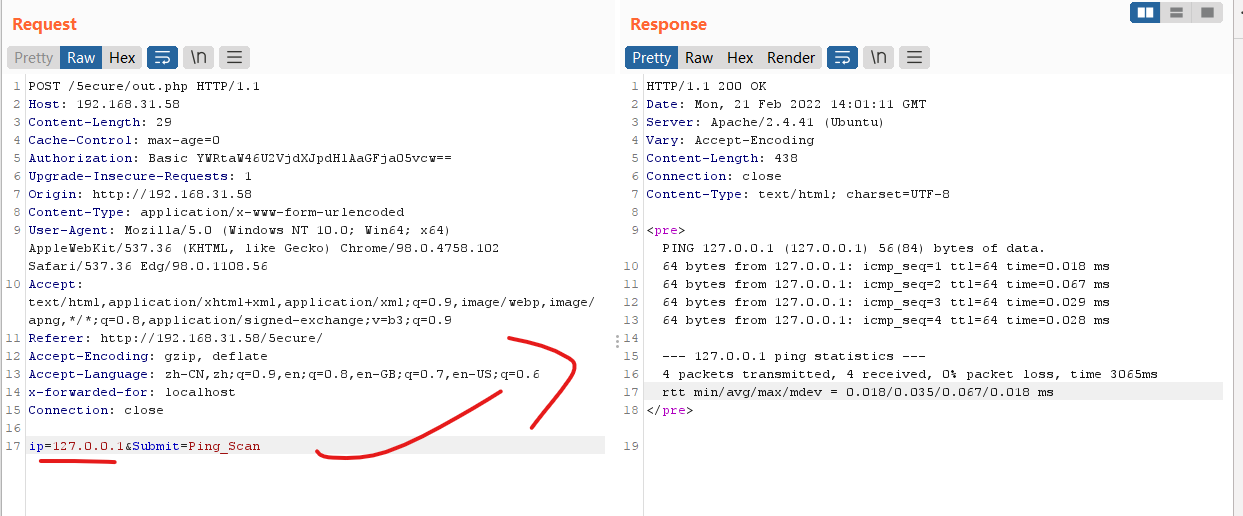 Request
Pretty Raw Hex \n
1 POST /5ecure/out.php HTTP/1.1
2 Host: 192.168.31.58
3 Content-Length: 29
4 Cache-Control: max-age=0
5 Authorization: Basic YWRtaW46U2VjdXJpdHlAaGFjaO5vcw==
6 Upgrade-Insecure-Requests: 1
7 Origin: http://192.168.31.58
8 Content-Type: application/x-www-form-urlencoded
9 User-Agent: Mozilla/5.0 (Windows NT 10.0; Win64; x64)
AppleWebKit/537.36 (KHTML, like Gecko) Chrome/98.0.4758.102
Safari/537.36 Edg/98.0.1108.56
10 Accept:
text/html,application/xhtml+xml,application/xml;q=0.9,image/webp,image/
apng,*/*;q=0.8,application/signed-exchange;v=b3;q=0.9
11 Referer: http://192.168.31.58/5ecure/
12 Accept-Encoding: gzip, deflate
13 Accept-Language: zh-CN,zh;q=0.9,en;q=0.8,en-GB;q=0.7,en-US;q=0.6
14 x-forwarded-for: localhost
15 Connection: close
16
17 ip=127.0.0.1&Submit=Ping_Scan
Response
Pretty Raw Hex Render \n
1 HTTP/1.1 200 OK
2 Date: Mon, 21 Feb 2022 14:01:11 GMT
3 Server: Apache/2.4.41 (Ubuntu)
4 Vary: Accept-Encoding
5 Content-Length: 438
6 Connection: close
7 Content-Type: text/html; charset=UTF-8
8
9 <pre>
PING 127.0.0.1 (127.0.0.1) 56(84) bytes of data.
10 64 bytes from 127.0.0.1: icmp_seq=1 ttl=64 time=0.018 ms
11 64 bytes from 127.0.0.1: icmp_seq=2 ttl=64 time=0.067 ms
12 64 bytes from 127.0.0.1: icmp_seq=3 ttl=64 time=0.029 ms
13 64 bytes from 127.0.0.1: icmp_seq=4 ttl=64 time=0.028 ms
14
15 --- 127.0.0.1 ping statistics ---
16 4 packets transmitted, 4 received, 0% packet loss, time 3065ms
17 rtt min/avg/max/mdev = 0.018/0.035/0.067/0.018 ms
18 </pre>
19